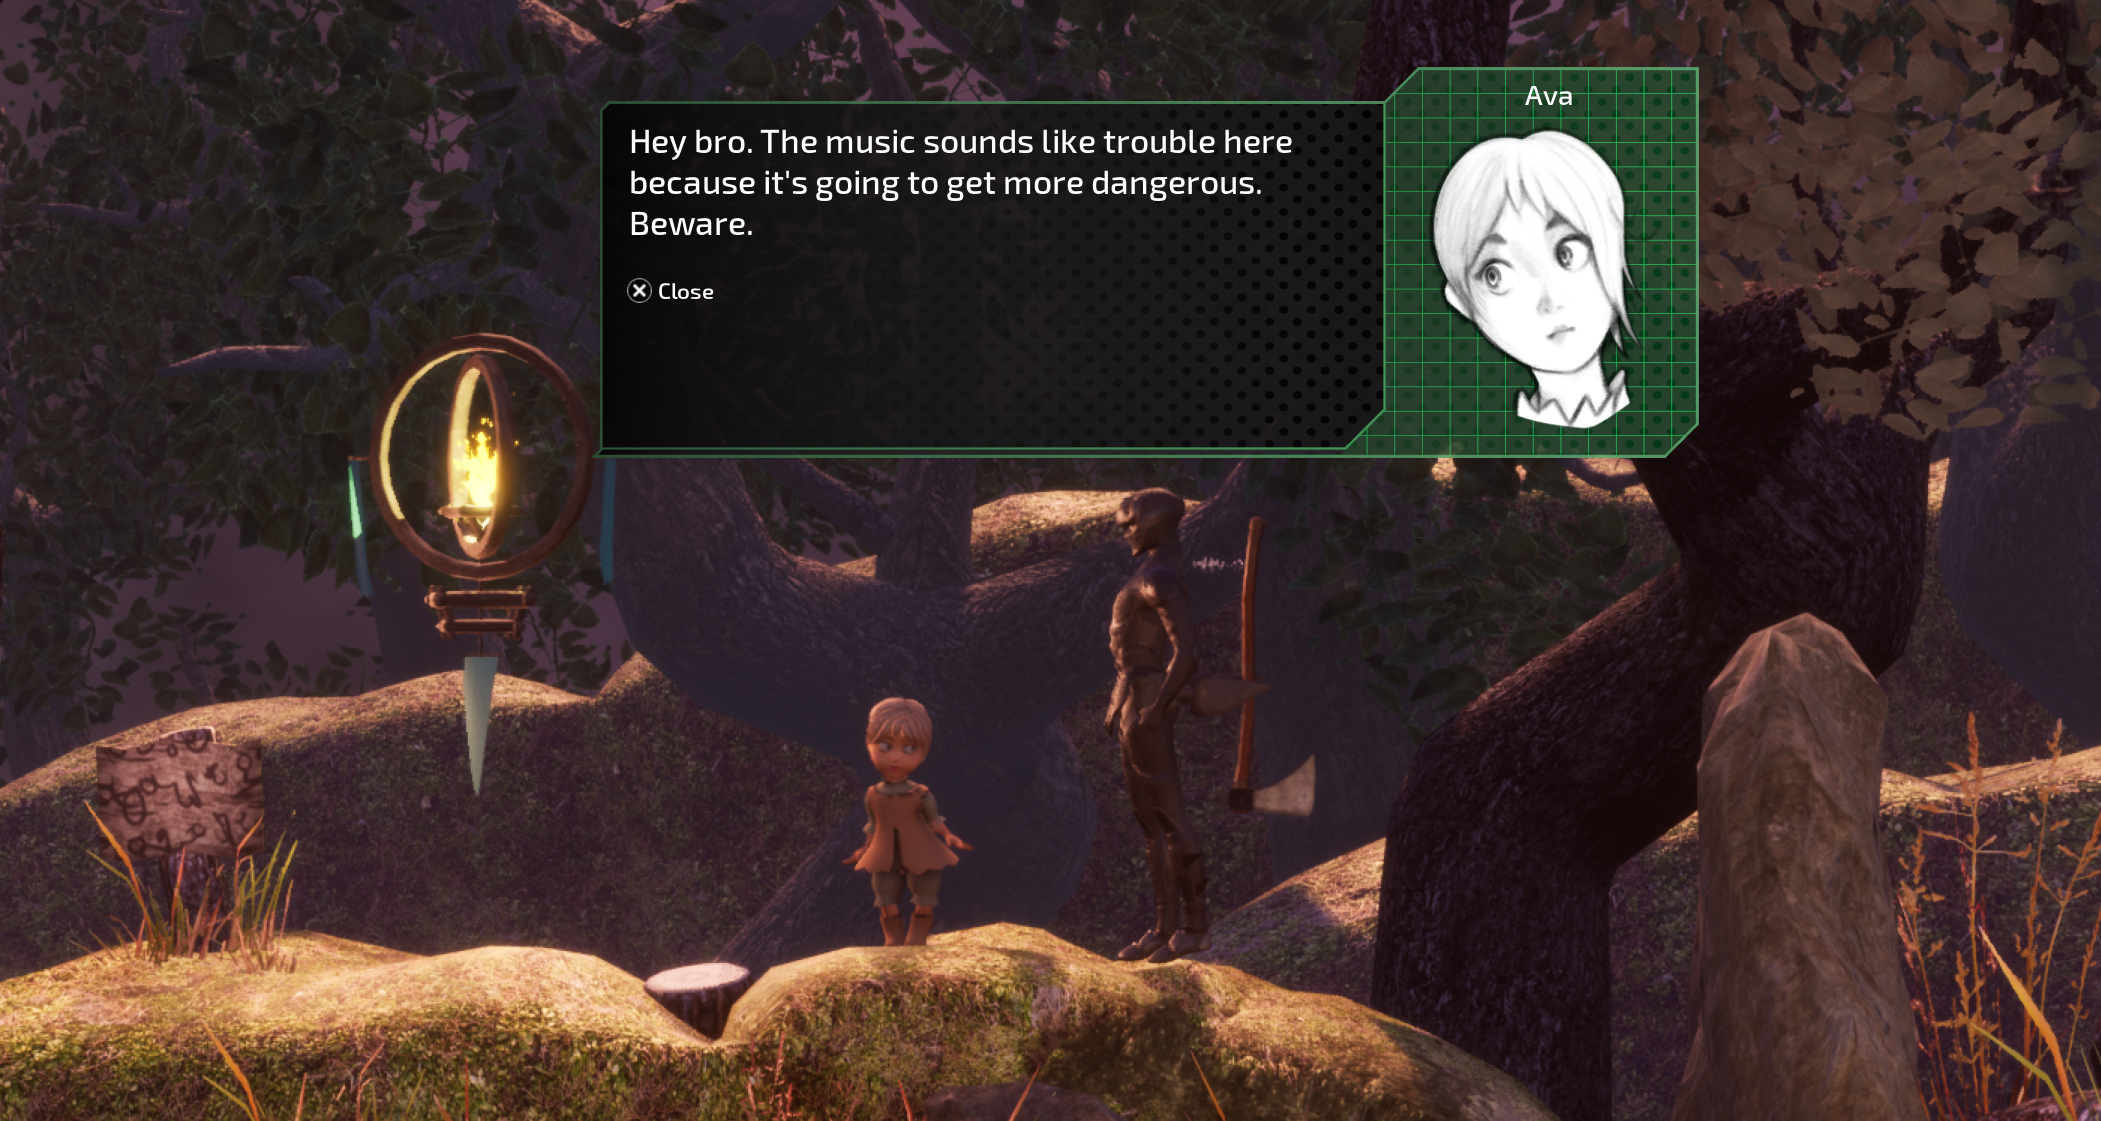 Ava
Hey bro. The music sounds like trouble here
because it's going to get more dangerous.
Beware.
Close